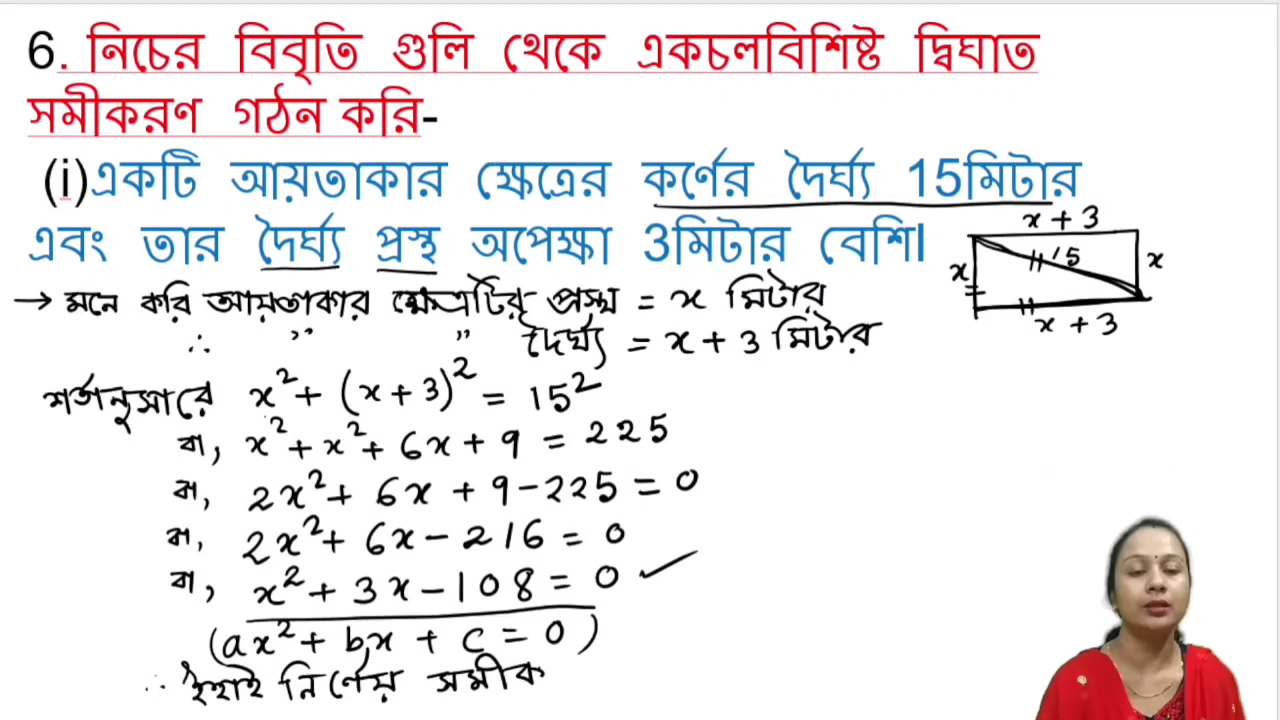 6. নিচের বিবৃতি গুলি থেকে একচলবিশিষ্ট দ্বিঘাত
সমীকরণ গঠন করি-
(i)একটি আয়তাকার ক্ষেত্রের কর্ণের দৈর্ঘ্য 15মিটার
এবং তার দৈর্ঘ্য প্রস্থ অপেক্ষা 3মিটার বেশি।
x + 3
x
15
x
x + 3
→ মনে করি আয়তাকার ক্ষেত্রটির প্রস্থ = x মিটার
∴ " " দৈর্ঘ্য = x + 3 মিটার
শর্তানুসারে x² + (x + 3)² = 15²
বা, x² + x² + 6x + 9 = 225
বা, 2x² + 6x + 9 - 225 = 0
বা, 2x² + 6x - 216 = 0
বা, x² + 3x - 108 = 0 ✓
(ax² + bx + c = 0)
∴ ইহাই নির্ণেয় সমীক